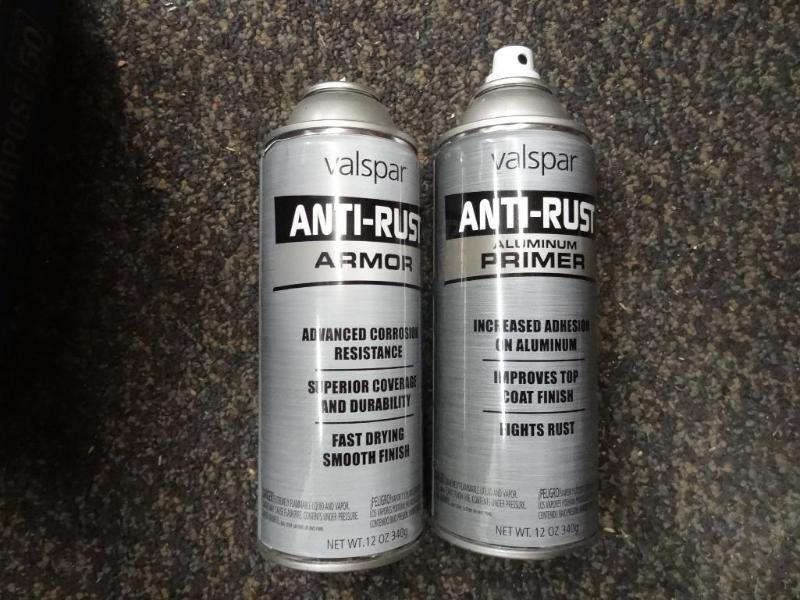 PURPOSE/GO
valspar
ANTI-RUST
ARMOR
ADVANCED CORROSION
RESISTANCE
SUPERIOR COVERAGE
AND DURABILITY
FAST DRYING
SMOOTH FINISH
NET WT. 12 OZ 340g
valspar
ANTI-RUST
ALUMINUM
PRIMER
INCREASED ADHESION
ON ALUMINUM
IMPROVES TOP
COAT FINISH
FIGHTS RUST
NET WT. 12 OZ 340g